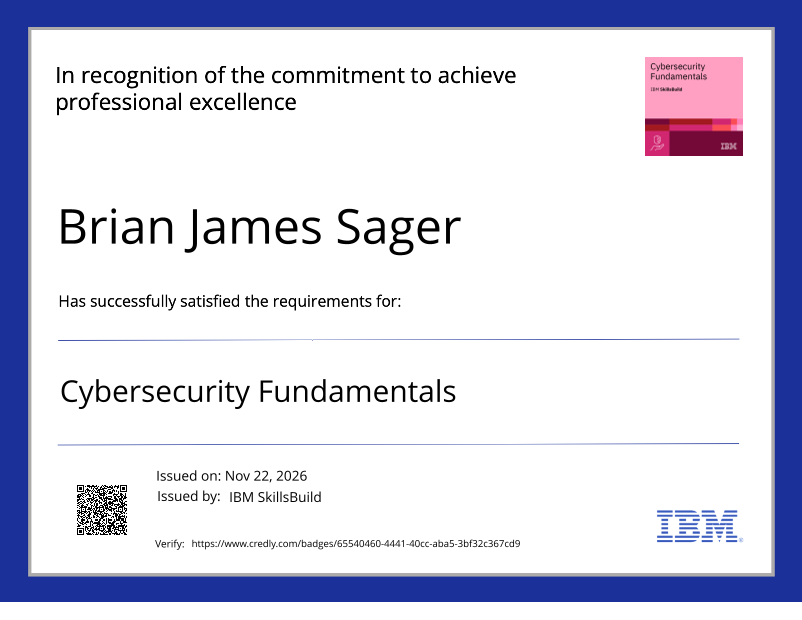 In recognition of the commitment to achieve
professional excellence
Cybersecurity
Fundamentals
IBM SkillsBuild
IBM
Brian James Sager
Has successfully satisfied the requirements for:
Cybersecurity Fundamentals
Issued on: Nov 22, 2026
Issued by: IBM SkillsBuild
Verify: https://www.credly.com/badges/65540460-4441-40cc-aba5-3bf32c367cd9
IBM®